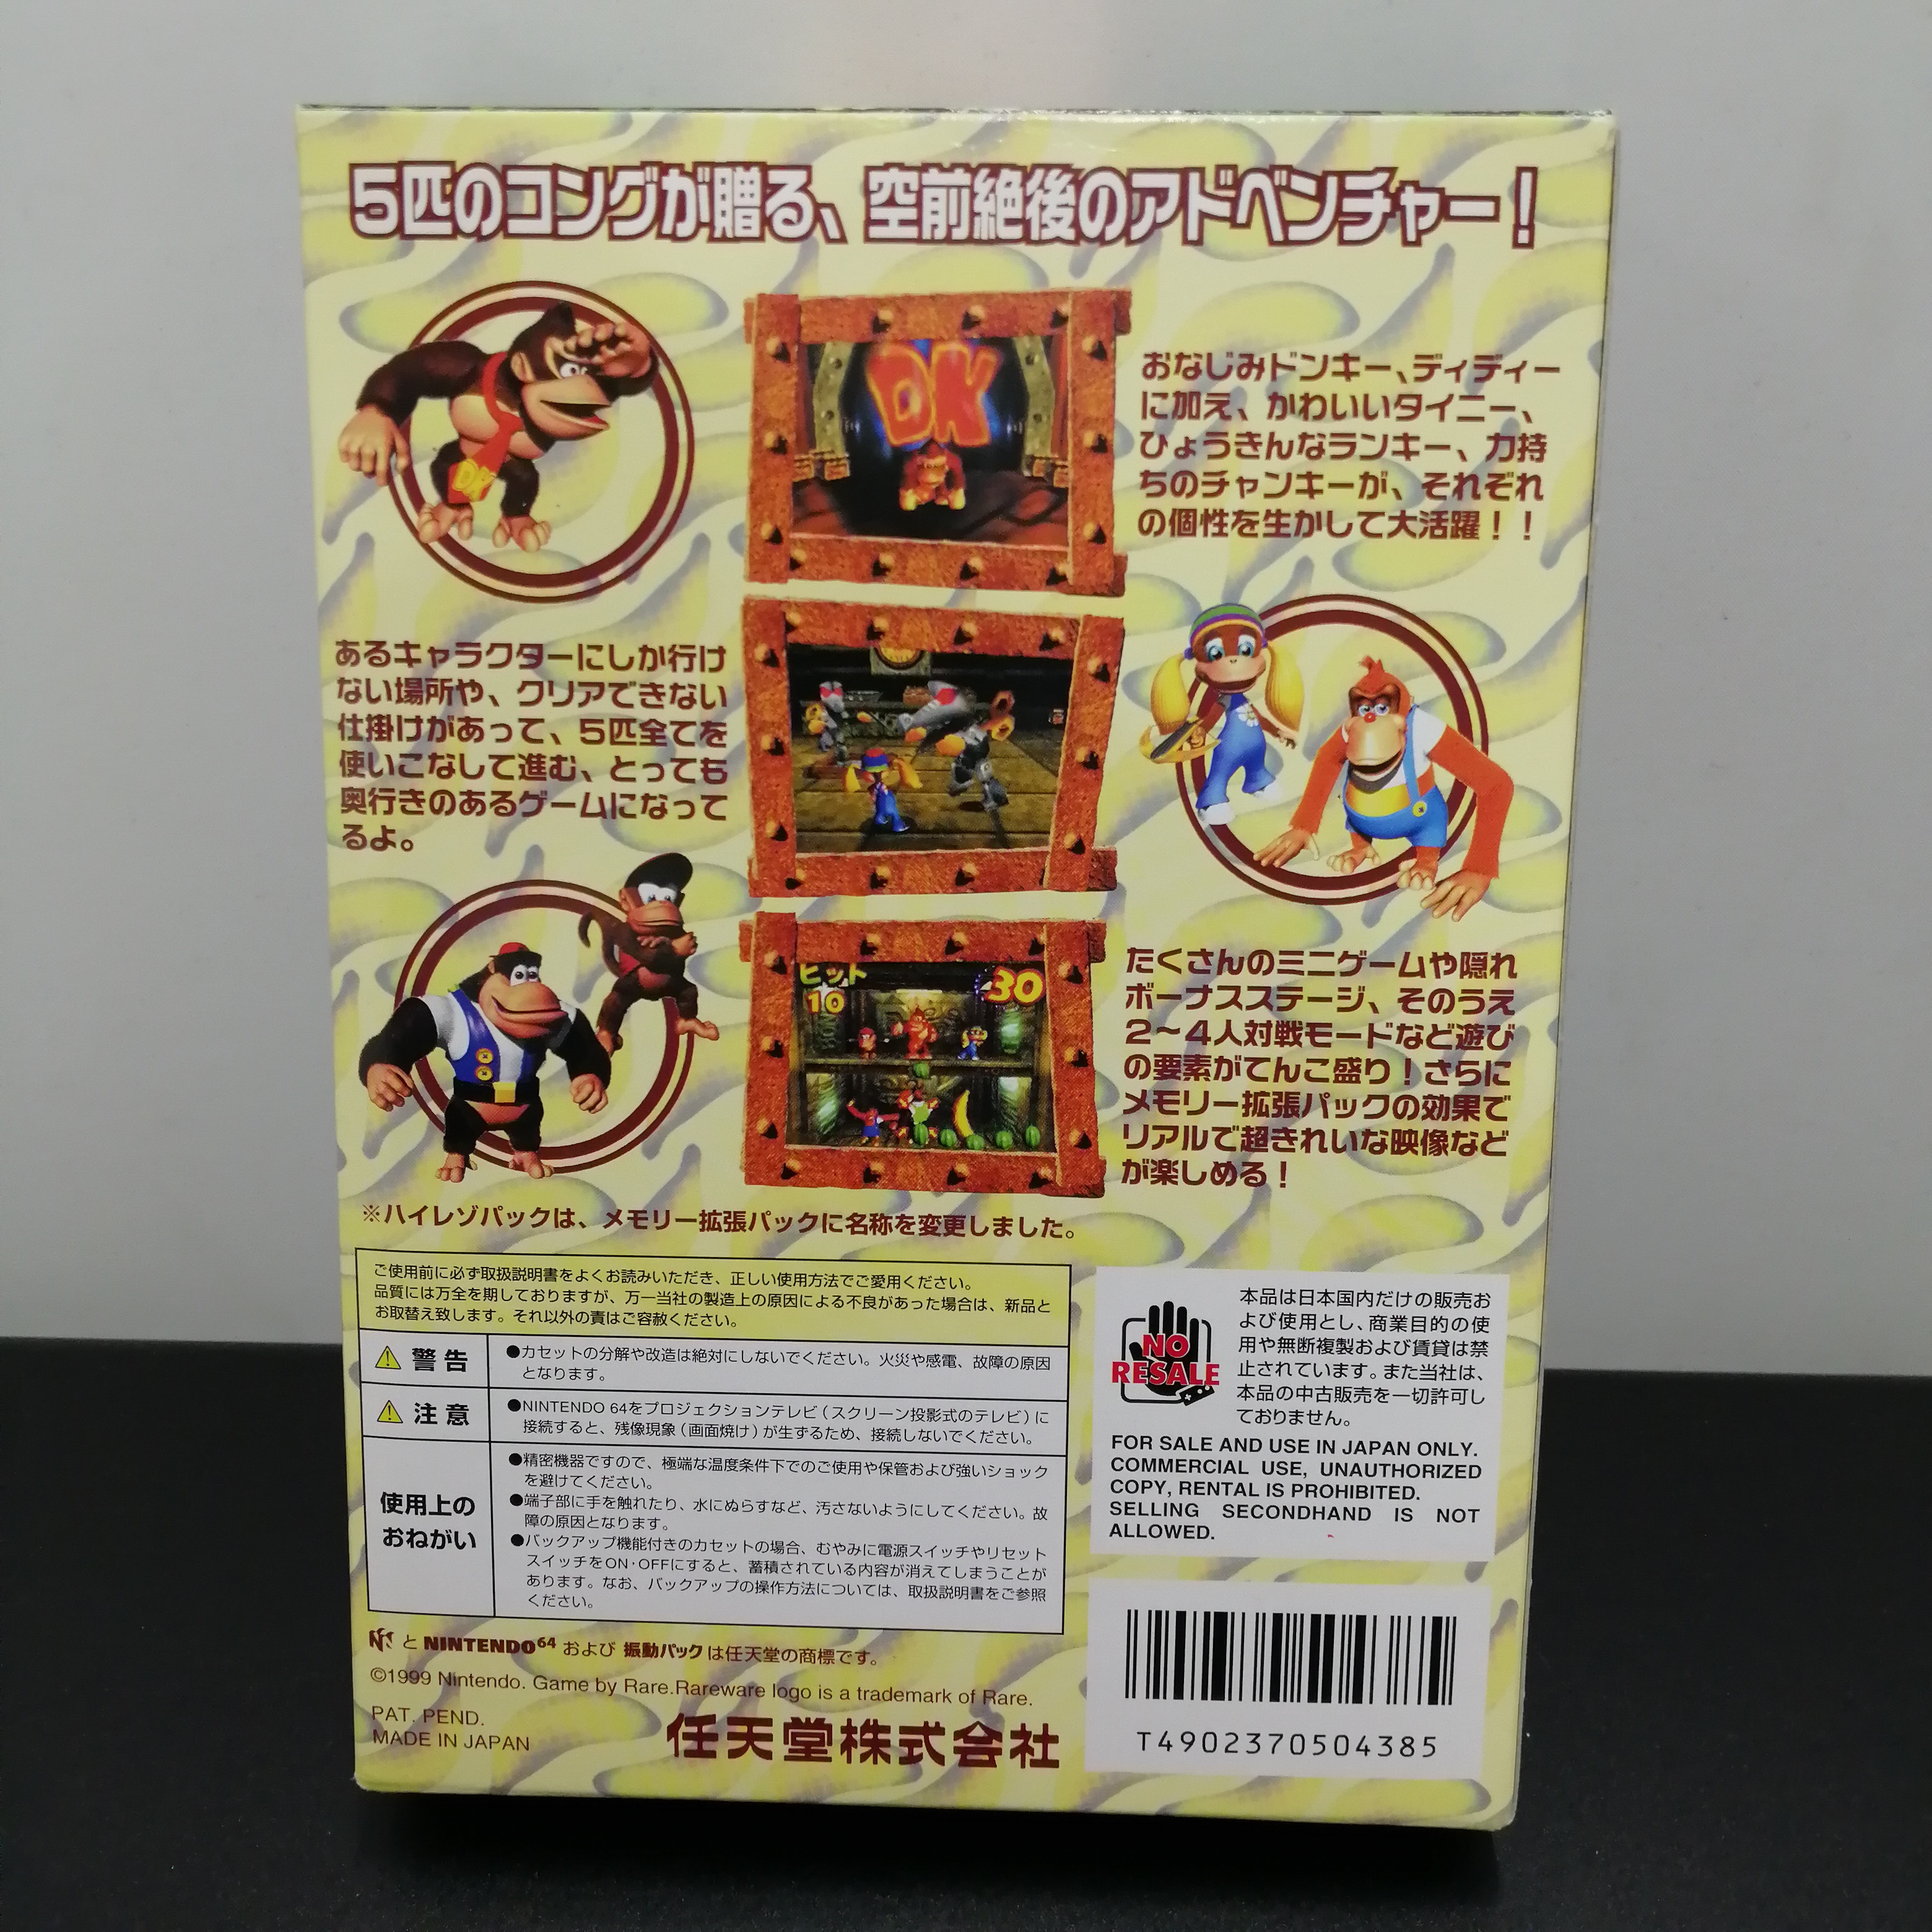 5匹のコングが贈る、空前絶後のアドベンチャー！
DK
DK
おなじみドンキー、ディディー
に加え、かわいいタイニー、
ひょうきんなランキー、力持
ちのチャンキーが、それぞれ
の個性を生かして大活躍！！
あるキャラクターにしか行け
ない場所や、クリアできない
仕掛けがあって、5匹全てを
使いこなして進む、とっても
奥行きのあるゲームになって
るよ。
ヒット
10
30
たくさんのミニゲームや隠れ
ボーナスステージ、そのうえ
2〜4人対戦モードなど遊び
の要素がてんこ盛り！さらに
メモリー拡張パックの効果で
リアルで超きれいな映像など
が楽しめる！
※ハイレゾパックは、メモリー拡張パックに名称を変更しました。
ご使用前に必ず取扱説明書をよくお読みいただき、正しい使用方法でご愛用ください。
品質には万全を期しておりますが、万一当社の製造上の原因による不良があった場合は、新品と
お取替え致します。それ以外の責はご容赦ください。
警告
●カセットの分解や改造は絶対にしないでください。火災や感電、故障の原因
となります。
注意
●NINTENDO 64をプロジェクションテレビ（スクリーン投影式のテレビ）に
接続すると、残像現象（画面焼け）が生ずるため、接続しないでください。
使用上の
おねがい
●精密機器ですので、極端な温度条件下でのご使用や保管および強いショック
を避けてください。
●端子部に手を触れたり、水にぬらすなど、汚さないようにしてください。故
障の原因となります。
●バックアップ機能付きのカセットの場合、むやみに電源スイッチやリセット
スイッチをON・OFFにすると、蓄積されている内容が消えてしまうことが
あります。なお、バックアップの操作方法については、取扱説明書をご参照
ください。
NO
RESALE
本品は日本国内だけの販売お
よび使用とし、商業目的の使
用や無断複製および賃貸は禁
止されています。また当社は、
本品の中古販売を一切許可し
ておりません。
FOR SALE AND USE IN JAPAN ONLY.
COMMERCIAL USE, UNAUTHORIZED
COPY, RENTAL IS PROHIBITED.
SELLING SECONDHAND IS NOT
ALLOWED.
N と NINTENDO64 および 振動パック は任天堂の商標です。
©1999 Nintendo. Game by Rare.Rareware logo is a trademark of Rare.
PAT. PEND.
MADE IN JAPAN
任天堂株式会社
T4902370504385